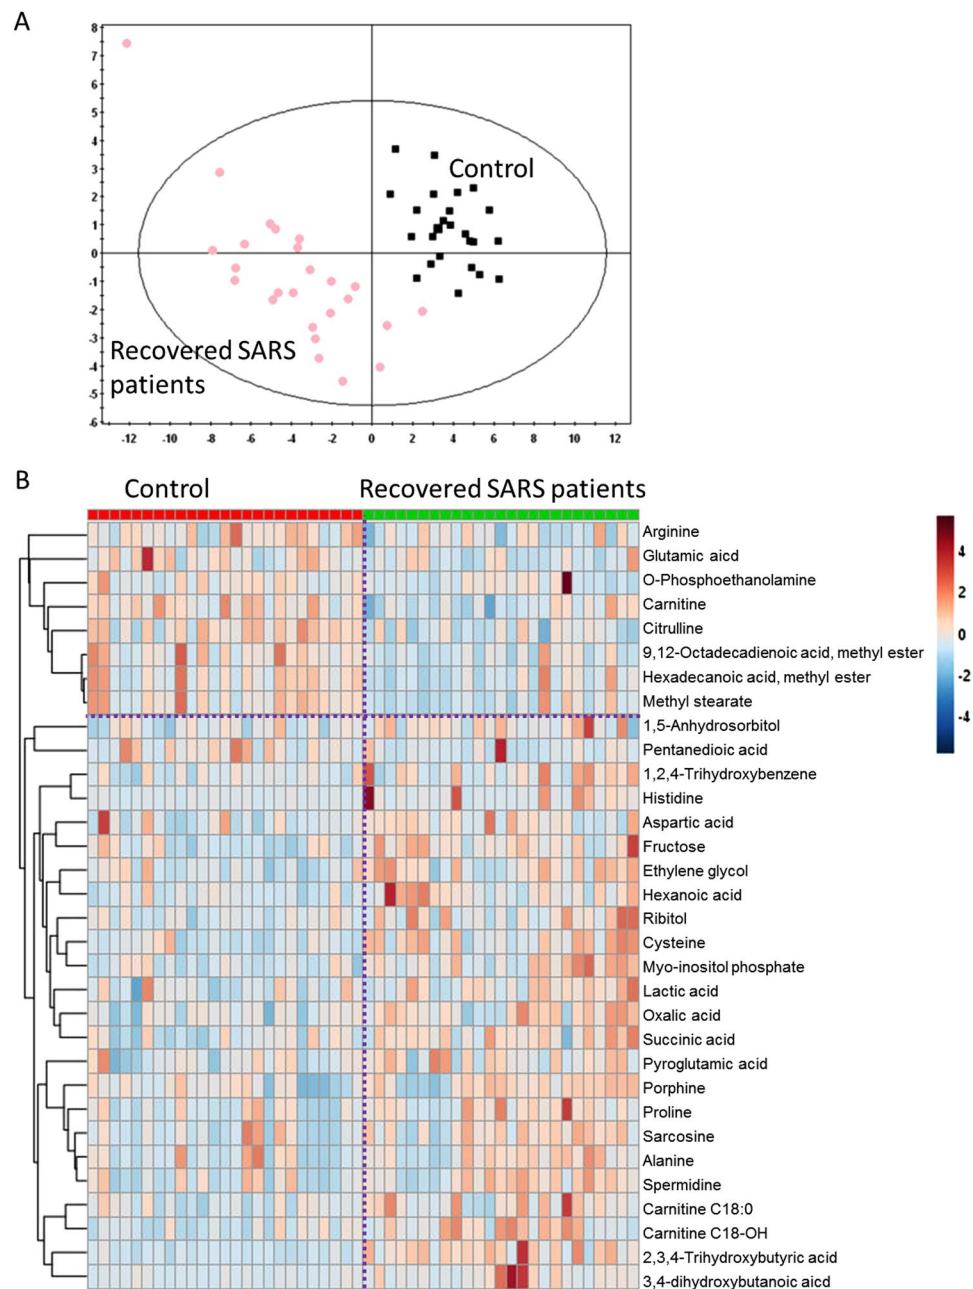 A
8
7
6
5
4
3
2
1
0
-1
-2
-3
-4
-5
-6
Control
Recovered SARS
patients
-12 -10 -8 -6 -4 -2 0 2 4 6 8 10 12
B
Control Recovered SARS patients
Arginine
Glutamic aicd
O-Phosphoethanolamine
Carnitine
Citrulline
9,12-Octadecadienoic acid, methyl ester
Hexadecanoic acid, methyl ester
Methyl stearate
1,5-Anhydrosorbitol
Pentanedioic acid
1,2,4-Trihydroxybenzene
Histidine
Aspartic acid
Fructose
Ethylene glycol
Hexanoic acid
Ribitol
Cysteine
Myo-inositol phosphate
Lactic acid
Oxalic acid
Succinic acid
Pyroglutamic acid
Porphine
Proline
Sarcosine
Alanine
Spermidine
Carnitine C18:0
Carnitine C18-OH
2,3,4-Trihydroxybutyric acid
3,4-dihydroxybutanoic aicd
4
2
0
-2
-4